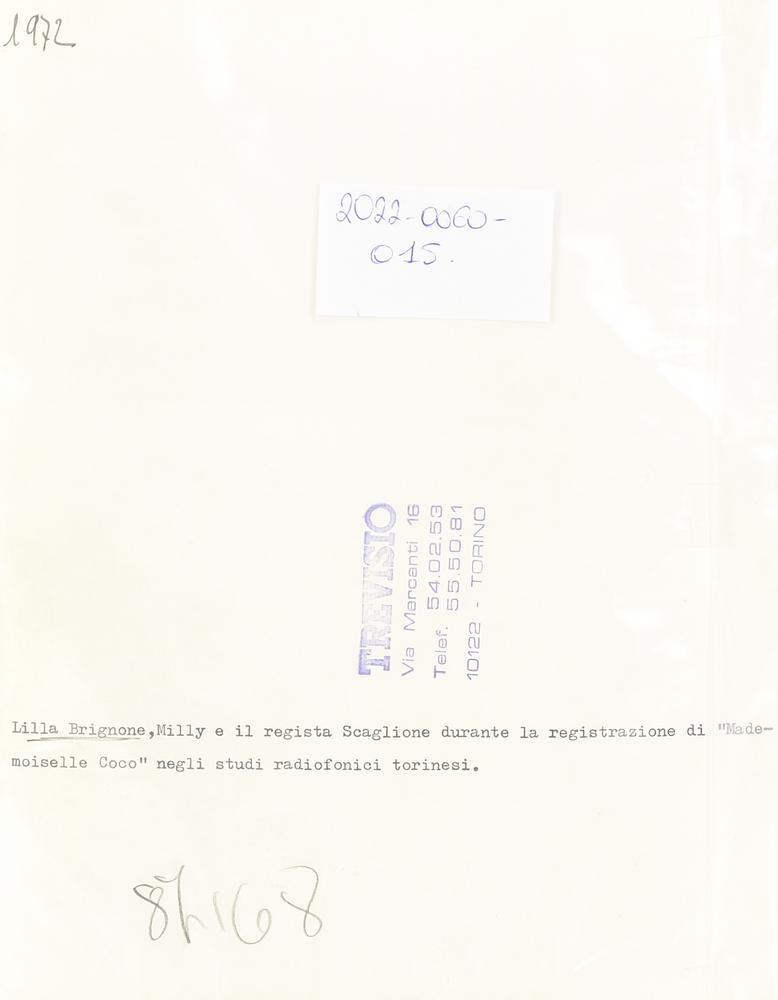 1972
2022-0060-
015.
TREVISIO
Via Mercanti 16
Telef. 54.02.53
55.50.81
10122 - TORINO
Lilla Brignone,Milly e il regista Scaglione durante la registrazione di "Made-
moiselle Coco" negli studi radiofonici torinesi.